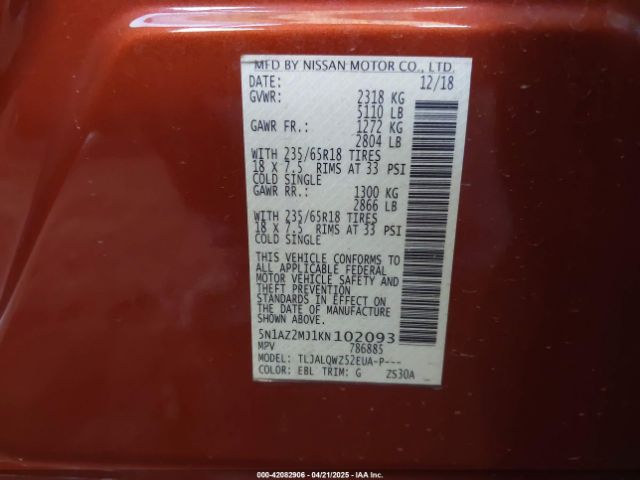 MFD BY NISSAN MOTOR CO., LTD.
DATE: 12/18
GVWR: 2318 KG
5110 LB
GAWR FR.: 1272 KG
2804 LB
WITH 235/65R18 TIRES
18 X 7.5 RIMS AT 33 PSI
COLD SINGLE
GAWR RR.: 1300 KG
2866 LB
WITH 235/65R18 TIRES
18 X 7.5 RIMS AT 33 PSI
COLD SINGLE
THIS VEHICLE CONFORMS TO
ALL APPLICABLE FEDERAL
MOTOR VEHICLE SAFETY AND
THEFT PREVENTION
STANDARDS IN EFFECT ON
THE DATE OF MANUFACTURE
SHOWN ABOVE.
5N1AZ2MJ1KN102093
MPV 786885
MODEL: TLJALQWZ52EUA-P---
COLOR: EBL TRIM: G ZS30A
000-42082906 - 04/21/2025 - IAA Inc.